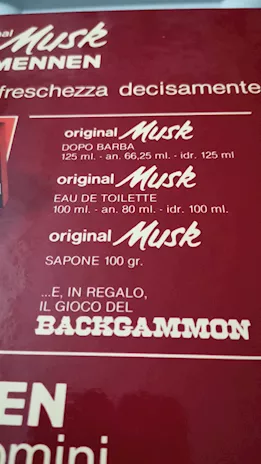 al Musk
MENNEN
freschezza decisamente
original Musk
DOPO BARBA
125 ml. - an. 66,25 ml. - idr. 125 ml
original Musk
EAU DE TOILETTE
100 ml. - an. 80 ml. - idr. 100 ml.
original Musk
SAPONE 100 gr.
...E, IN REGALO,
IL GIOCO DEL
BACKGAMMON
EN
omini